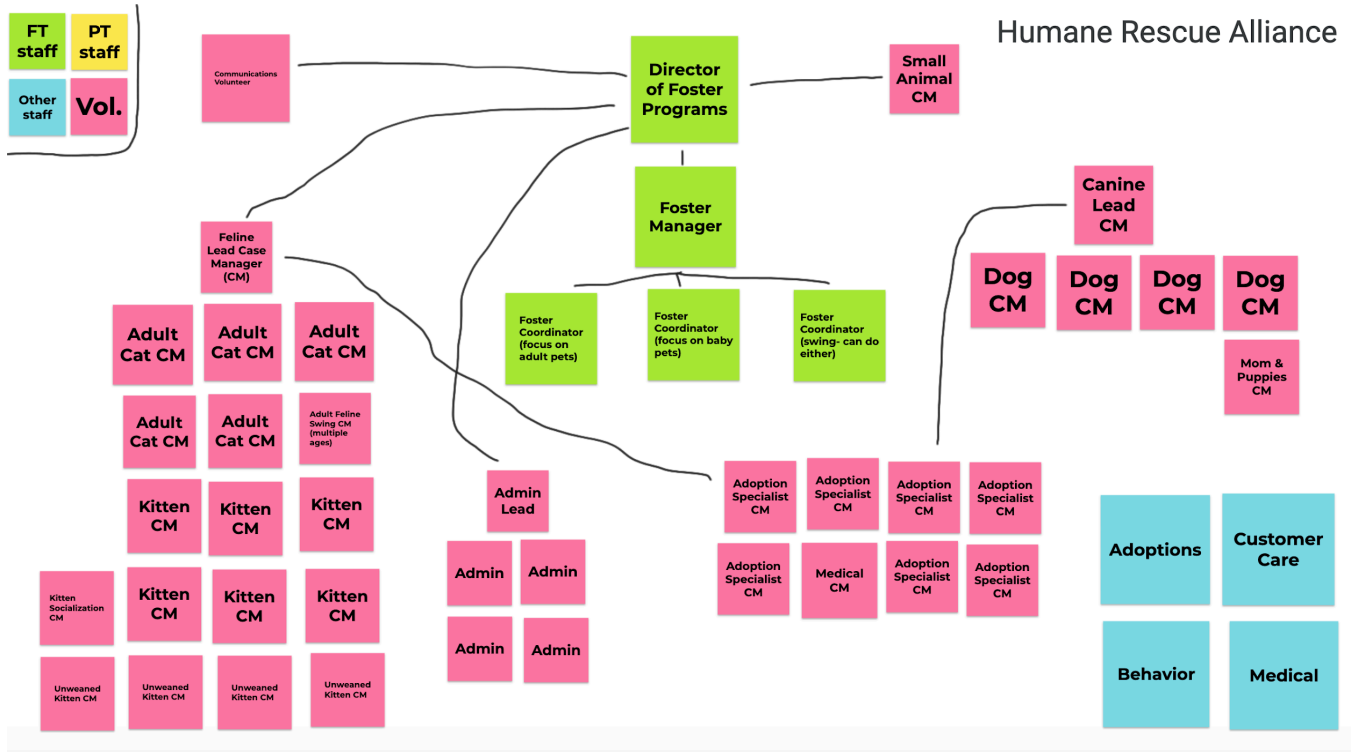 Humane Rescue Alliance
FT
staff
PT
staff
Other
staff
Vol.
Communications
Volunteer
Director
of Foster
Programs
Small
Animal
CM
Foster
Manager
Canine
Lead
CM
Feline
Lead Case
Manager
(CM)
Dog
CM
Dog
CM
Dog
CM
Dog
CM
Mom &
Puppies
CM
Foster
Coordinator
(focus on
adult pets)
Foster
Coordinator
(focus on baby
pets)
Foster
Coordinator
(swing- can do
either)
Adult
Cat CM
Adult
Cat CM
Adult
Cat CM
Adult
Cat CM
Adult
Cat CM
Adult Feline
Swing CM
(multiple
ages)
Kitten
CM
Kitten
CM
Kitten
CM
Kitten
Socialization
CM
Kitten
CM
Kitten
CM
Kitten
CM
Unweaned
Kitten CM
Unweaned
Kitten CM
Unweaned
Kitten CM
Unweaned
Kitten CM
Admin
Lead
Admin
Admin
Admin
Admin
Adoption
Specialist
CM
Adoption
Specialist
CM
Adoption
Specialist
CM
Adoption
Specialist
CM
Adoption
Specialist
CM
Medical
CM
Adoption
Specialist
CM
Adoption
Specialist
CM
Adoptions
Customer
Care
Behavior
Medical